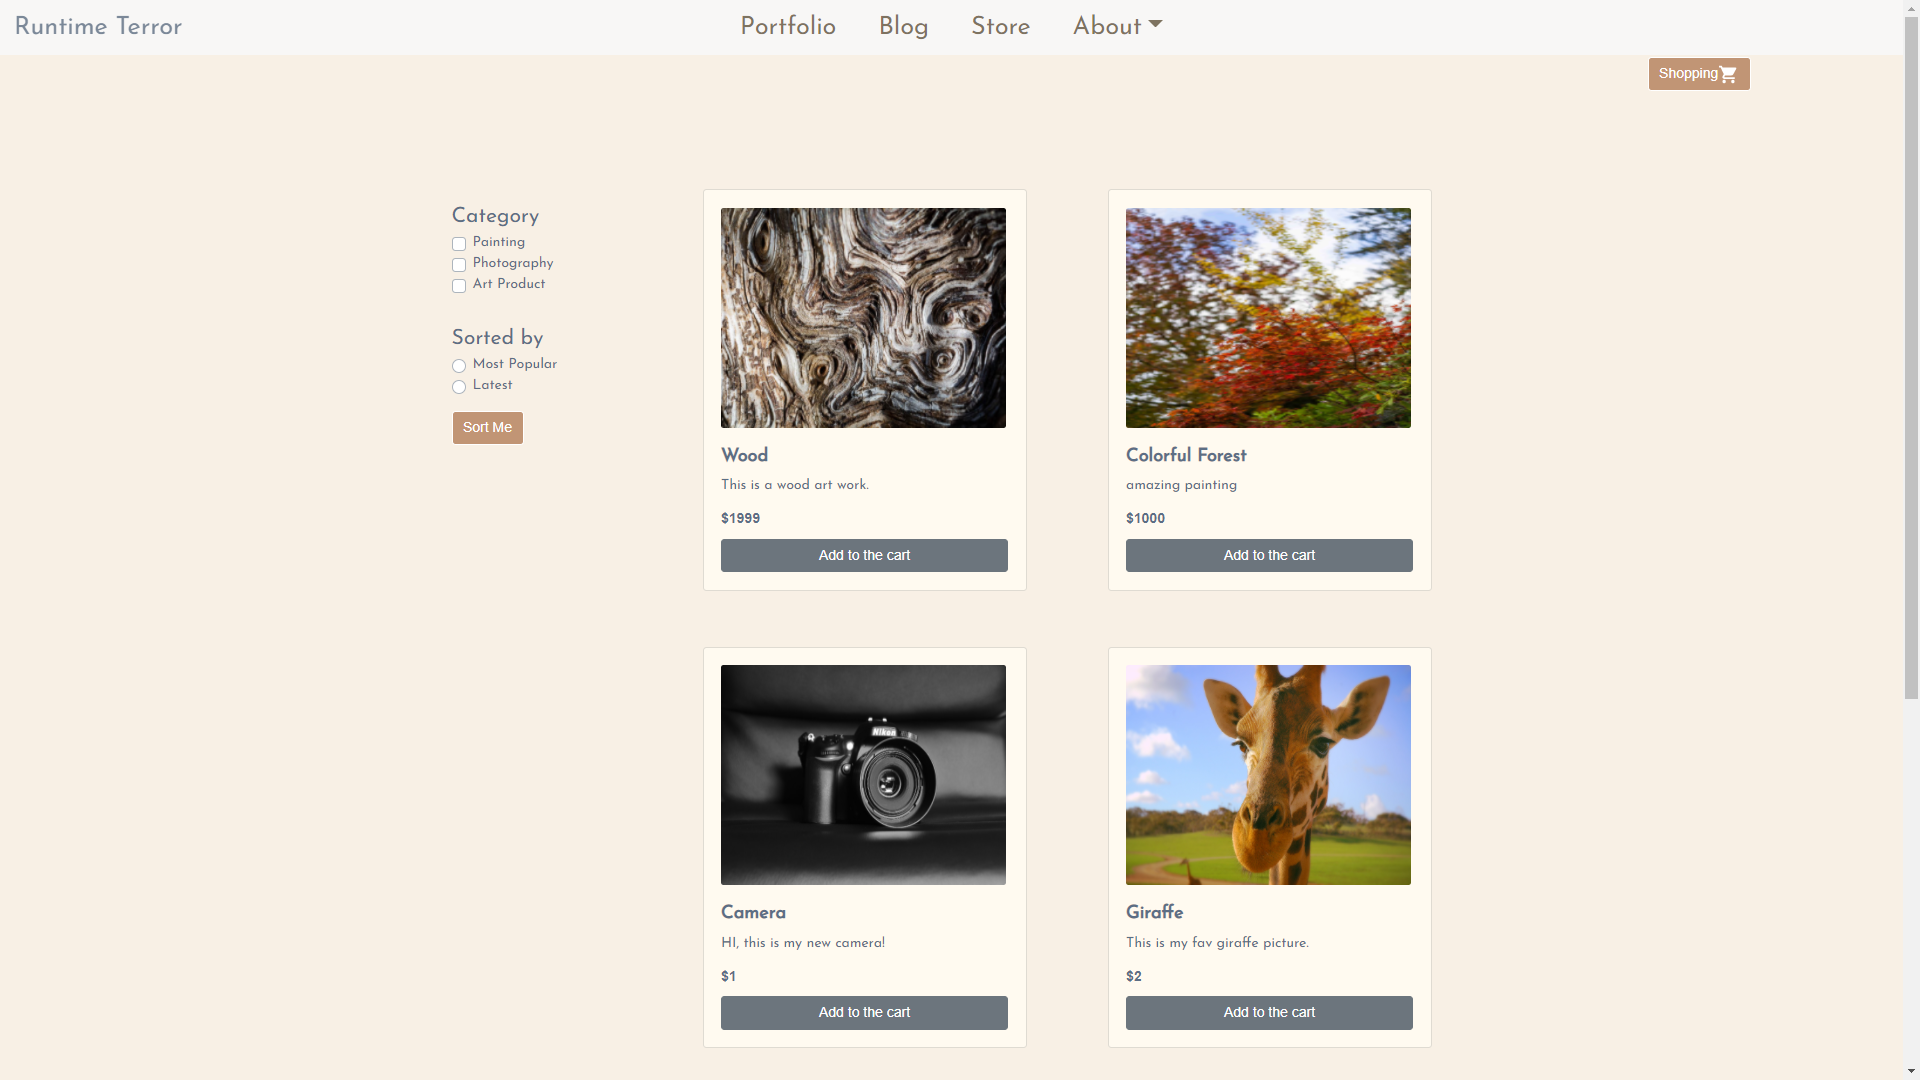 Runtime Terror
Portfolio
Blog
Store
About
Shopping
Category
Painting
Photography
Art Product
Sorted by
Most Popular
Latest
Sort Me
Wood
This is a wood art work.
$1999
Add to the cart
Colorful Forest
amazing painting
$1000
Add to the cart
Nikon
Camera
HI, this is my new camera!
$1
Add to the cart
Giraffe
This is my fav giraffe picture.
$2
Add to the cart